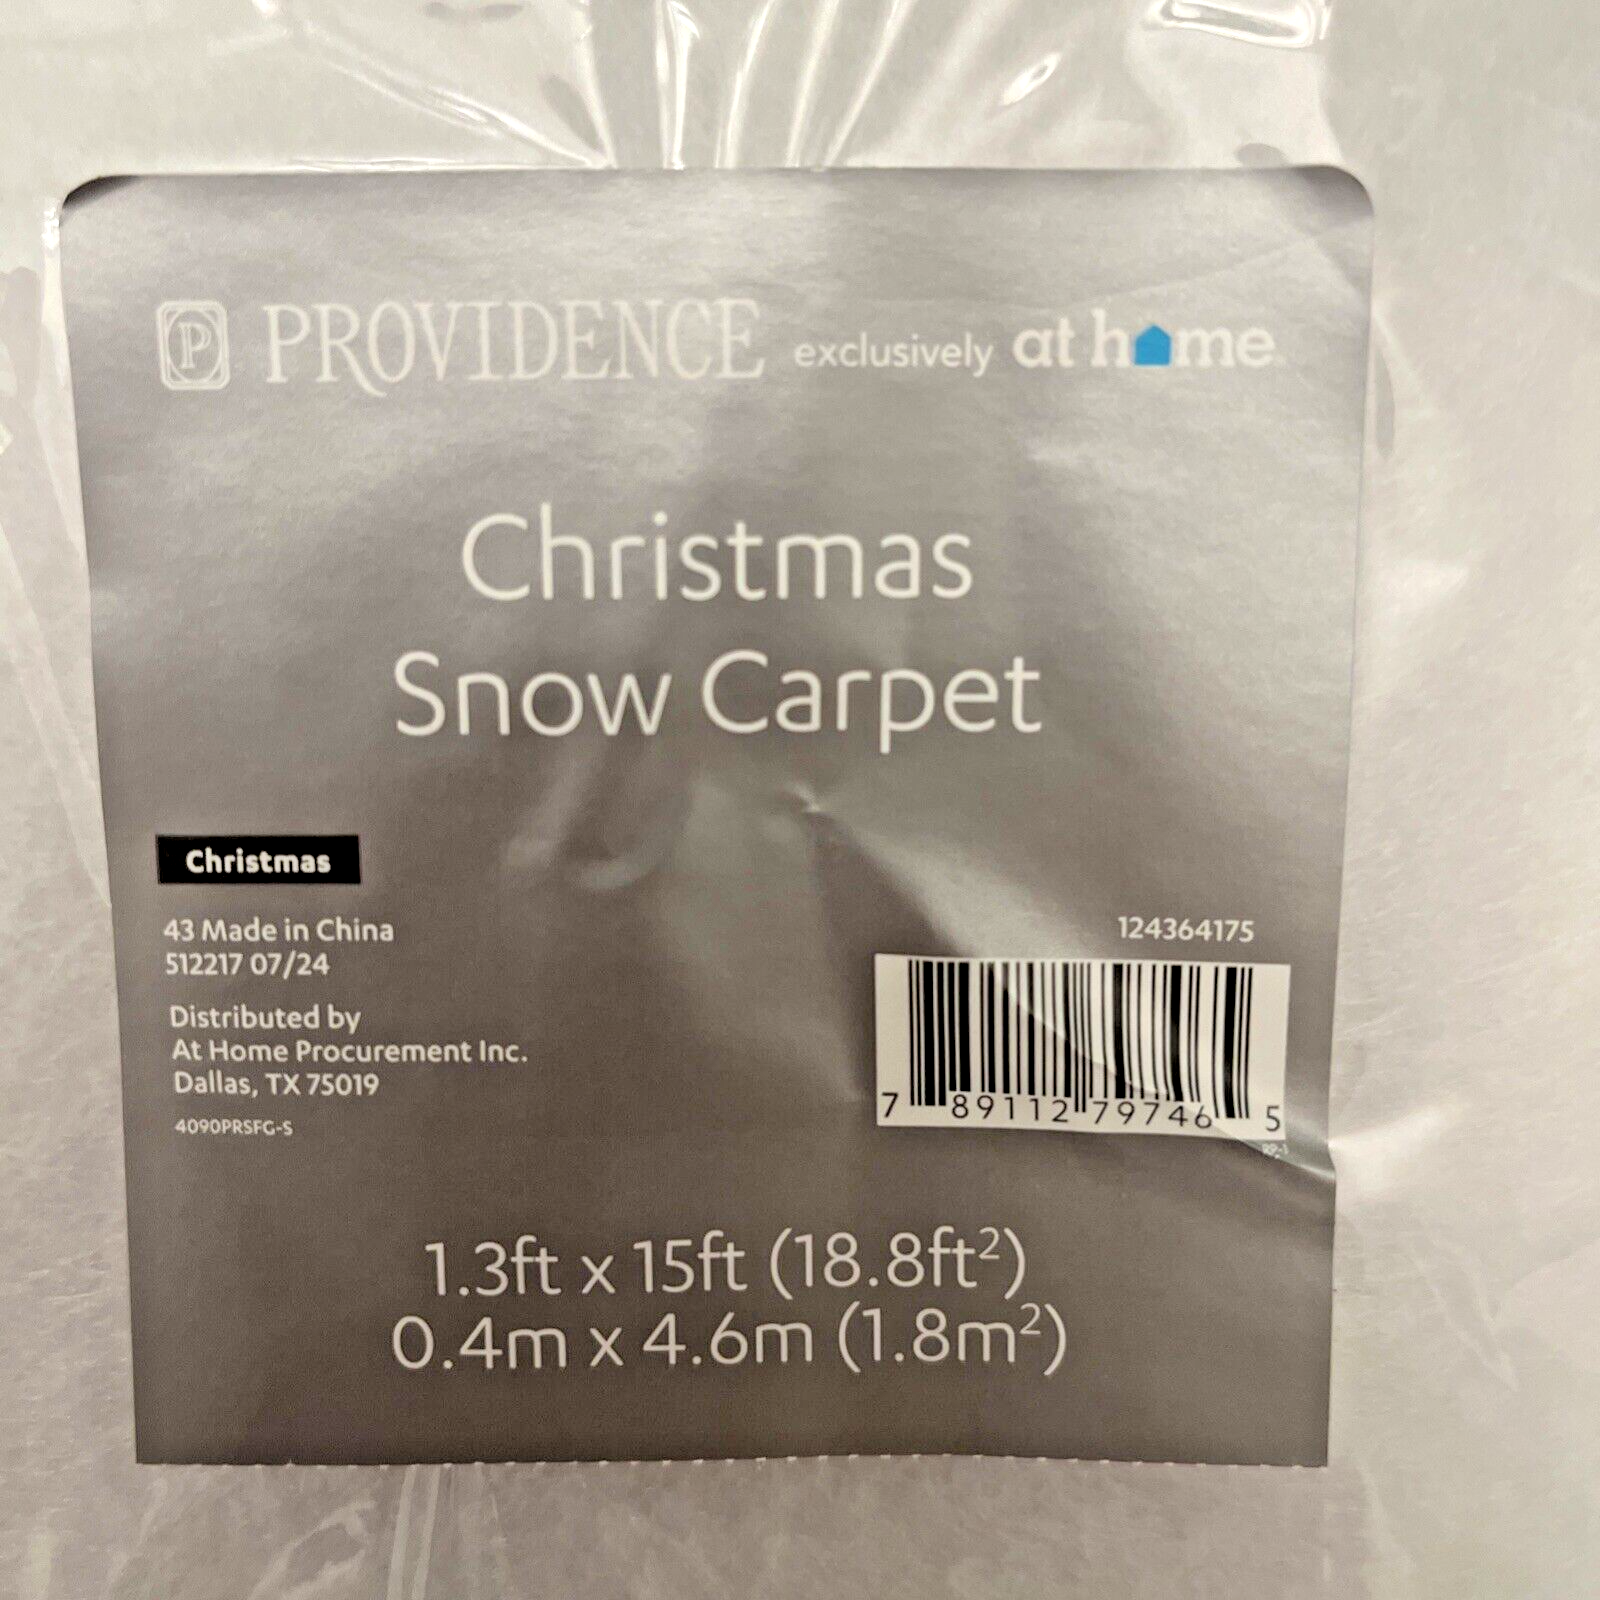 P PROVIDENCE exclusively at home
Christmas
Snow Carpet
Christmas
43 Made in China
512217 07/24
Distributed by
At Home Procurement Inc.
Dallas, TX 75019
4090PRSFG-S
124364175
7 89112 79746 5
RP-1
1.3ft x 15ft (18.8ft²)
0.4m x 4.6m (1.8m²)